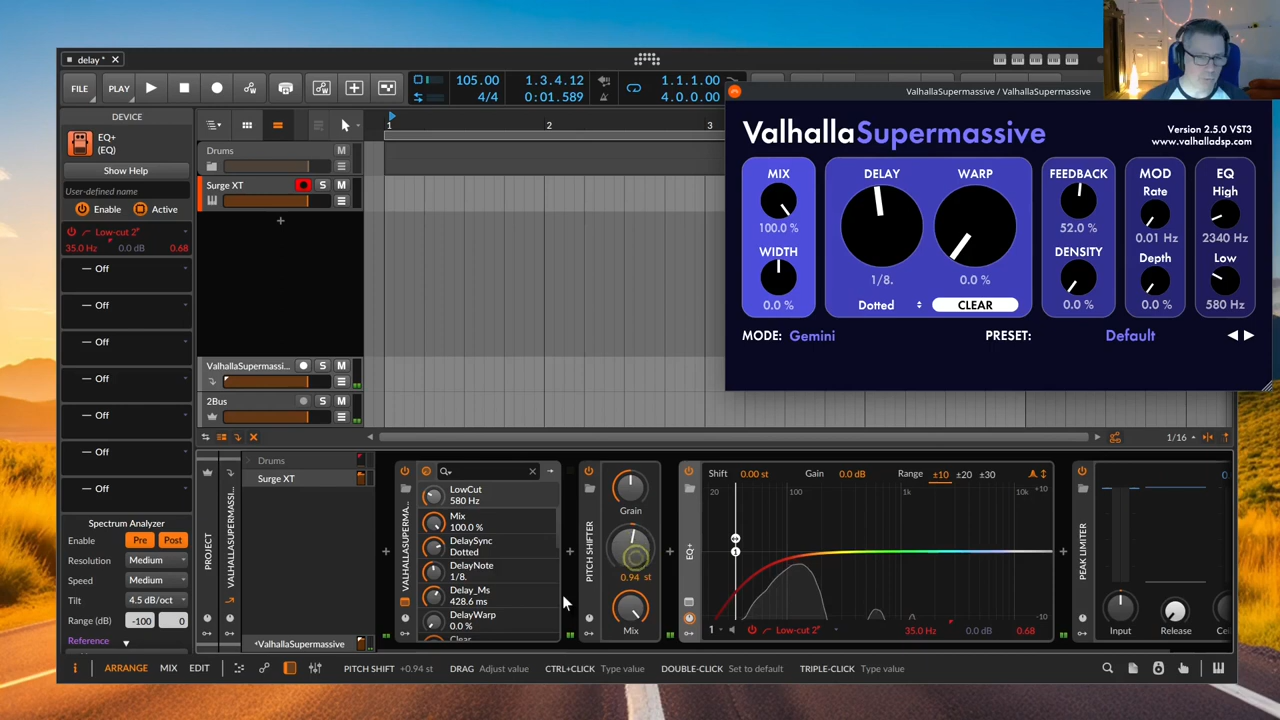 delay *
FILE
PLAY
105.00
4/4
1.3.4.12
0:01.589
1.1.1.00
4.0.0.00
DEVICE
EQ+
(EQ)
Show Help
User-defined name
Enable
Active
Low-cut 2*
35.0 Hz
0.0 dB
0.68
— Off
— Off
— Off
— Off
— Off
— Off
— Off
Spectrum Analyzer
Enable
Pre
Post
Resolution
Medium
Speed
Medium
Tilt
4.5 dB/oct
Range (dB)
-100
0
Reference
1
2
3
Drums
M
Surge XT
S
M
+
ValhallaSupermassi...
S
M
2Bus
S
M
1/16
ValhallaSupermassive / ValhallaSupermassive
ValhallaSupermassive
Version 2.5.0 VST3
www.valhalladsp.com
MIX
100.0 %
WIDTH
0.0 %
DELAY
1/8.
Dotted
WARP
0.0 %
CLEAR
FEEDBACK
52.0 %
DENSITY
0.0 %
MOD
Rate
0.01 Hz
Depth
0.0 %
EQ
High
2340 Hz
Low
580 Hz
MODE: Gemini
PRESET: Default
PROJECT
VALHALLASUPERMASSI...
Drums
Surge XT
*ValhallaSupermassive
VALHALLASUPERMA...
LowCut
580 Hz
Mix
100.0 %
DelaySync
Dotted
DelayNote
1/8.
Delay_Ms
428.6 ms
DelayWarp
0.0 %
PITCH SHIFTER
Grain
0.94 st
Mix
EQ+
Shift
0.00 st
Gain
0.0 dB
Range
±10
±20
±30
20
100
1k
10k
+10
-10
1
1
Low-cut 2*
35.0 Hz
0.0 dB
0.68
PEAK LIMITER
Input
Release
i
ARRANGE
MIX
EDIT
PITCH SHIFT
+0.94 st
DRAG
Adjust value
CTRL+CLICK
Type value
DOUBLE-CLICK
Set to default
TRIPLE-CLICK
Type value